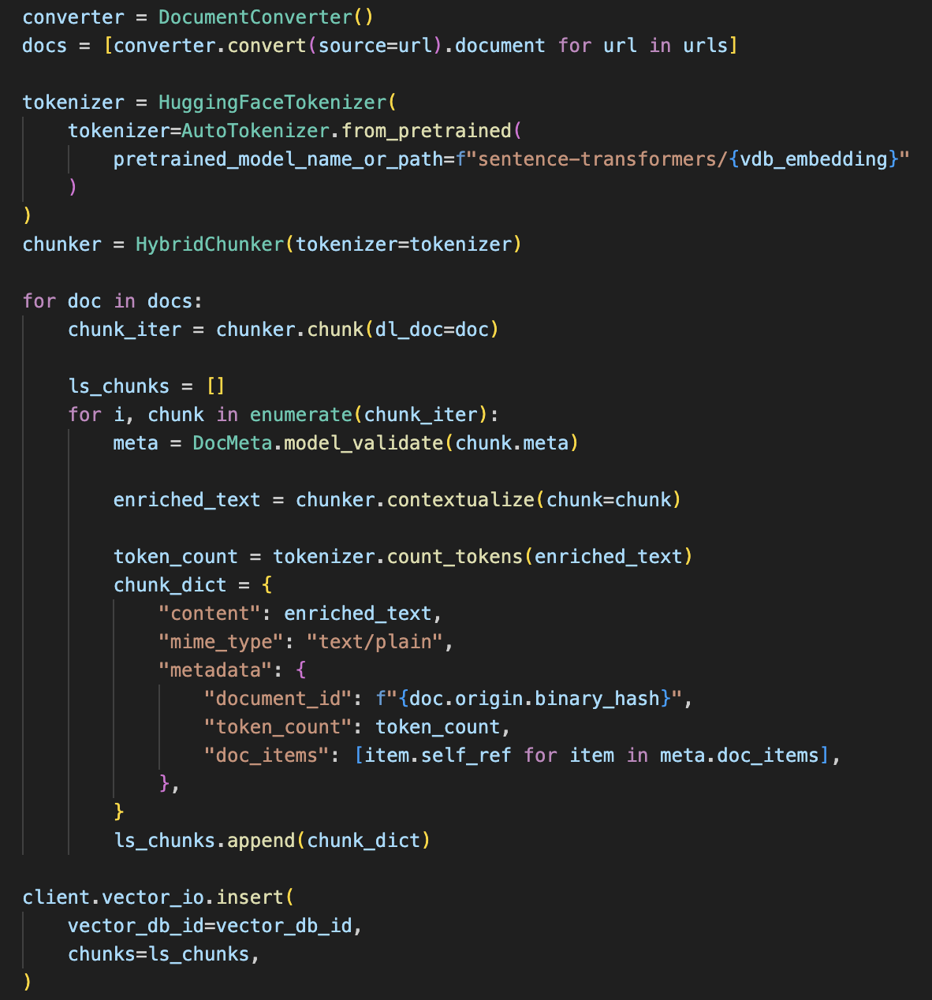 converter = DocumentConverter()
docs = [converter.convert(source=url).document for url in urls]

tokenizer = HuggingFaceTokenizer(
    tokenizer=AutoTokenizer.from_pretrained(
        pretrained_model_name_or_path=f"sentence-transformers/{vdb_embedding}"
    )
)
chunker = HybridChunker(tokenizer=tokenizer)

for doc in docs:
    chunk_iter = chunker.chunk(dl_doc=doc)

    ls_chunks = []
    for i, chunk in enumerate(chunk_iter):
        meta = DocMeta.model_validate(chunk.meta)

        enriched_text = chunker.contextualize(chunk=chunk)

        token_count = tokenizer.count_tokens(enriched_text)
        chunk_dict = {
            "content": enriched_text,
            "mime_type": "text/plain",
            "metadata": {
                "document_id": f"{doc.origin.binary_hash}",
                "token_count": token_count,
                "doc_items": [item.self_ref for item in meta.doc_items],
            },
        }
        ls_chunks.append(chunk_dict)

client.vector_io.insert(
    vector_db_id=vector_db_id,
    chunks=ls_chunks,
)